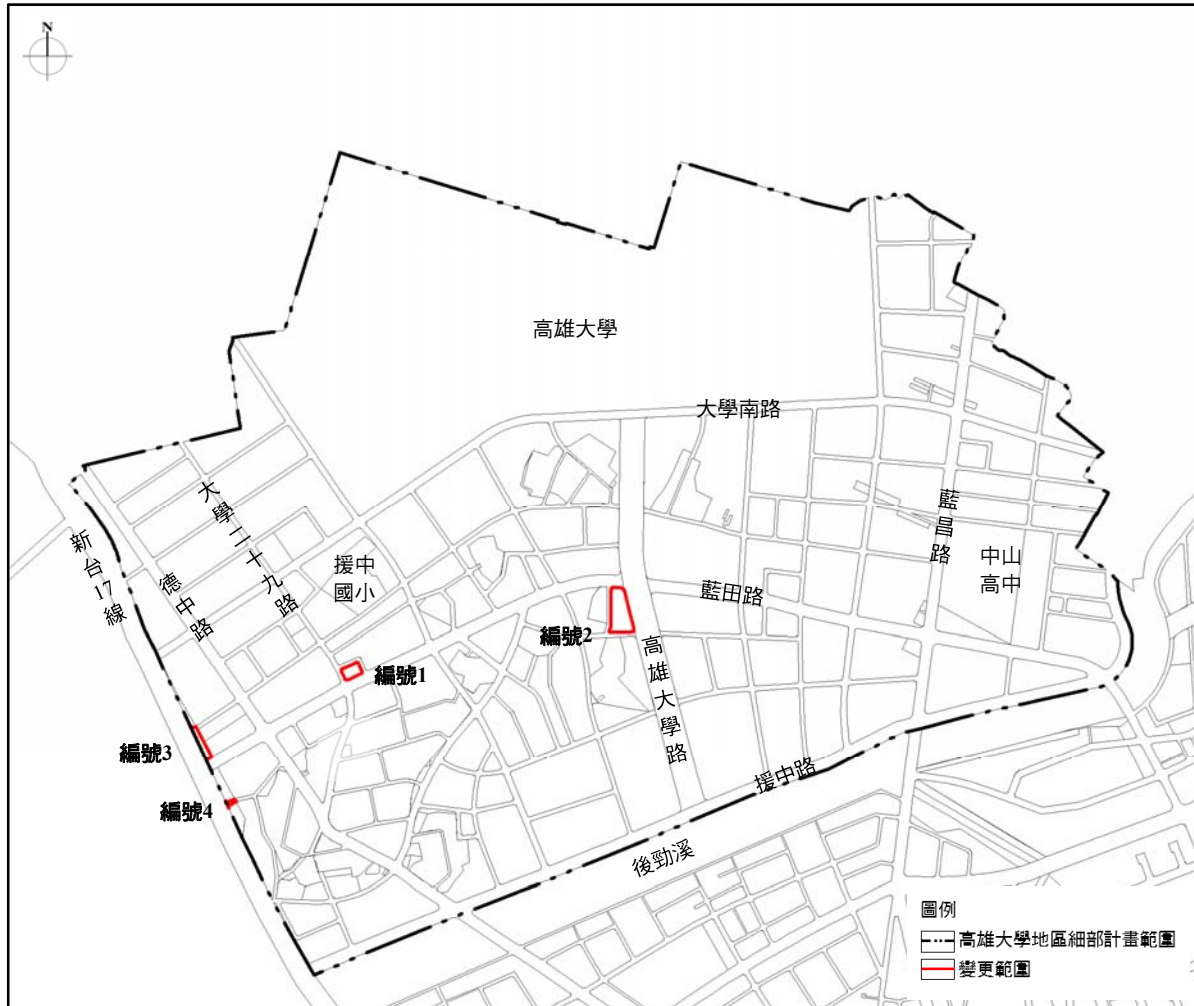 N
高雄大學
大學南路
大學二十九路
藍昌路
新台17線
德中路
援中
國小
中山
高中
藍田路
編號2
高雄大學路
編號1
編號3
編號4
援中路
後勁溪
圖例
高雄大學地區細部計畫範圍
變更範圍